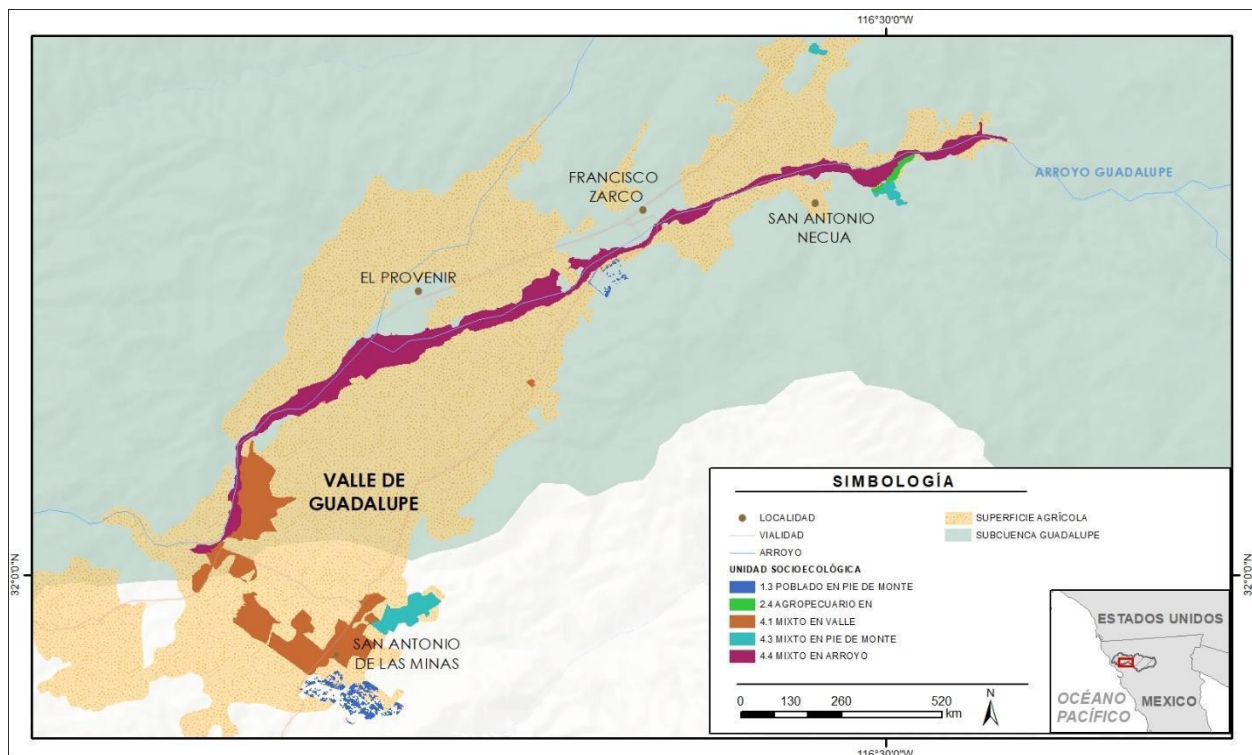 116°30'0"W
ARROYO GUADALUPE
FRANCISCO
ZARCO
SAN ANTONIO
NECUA
EL PROVENIR
VALLE DE
GUADALUPE
32°0'0"N
32°0'0"N
SAN ANTONIO
DE LAS MINAS
SIMBOLOGÍA
LOCALIDAD
VIALIDAD
ARROYO
SUPERFICIE AGRÍCOLA
SUBCUENCA GUADALUPE
UNIDAD SOCIOECOLÓGICA
1.3 POBLADO EN PIE DE MONTE
2.4 AGROPECUARIO EN
4.1 MIXTO EN VALLE
4.3 MIXTO EN PIE DE MONTE
4.4 MIXTO EN ARROYO
0 130 260 520
km
N
ESTADOS UNIDOS
OCÉANO
PACÍFICO
MEXICO
116°30'0"W